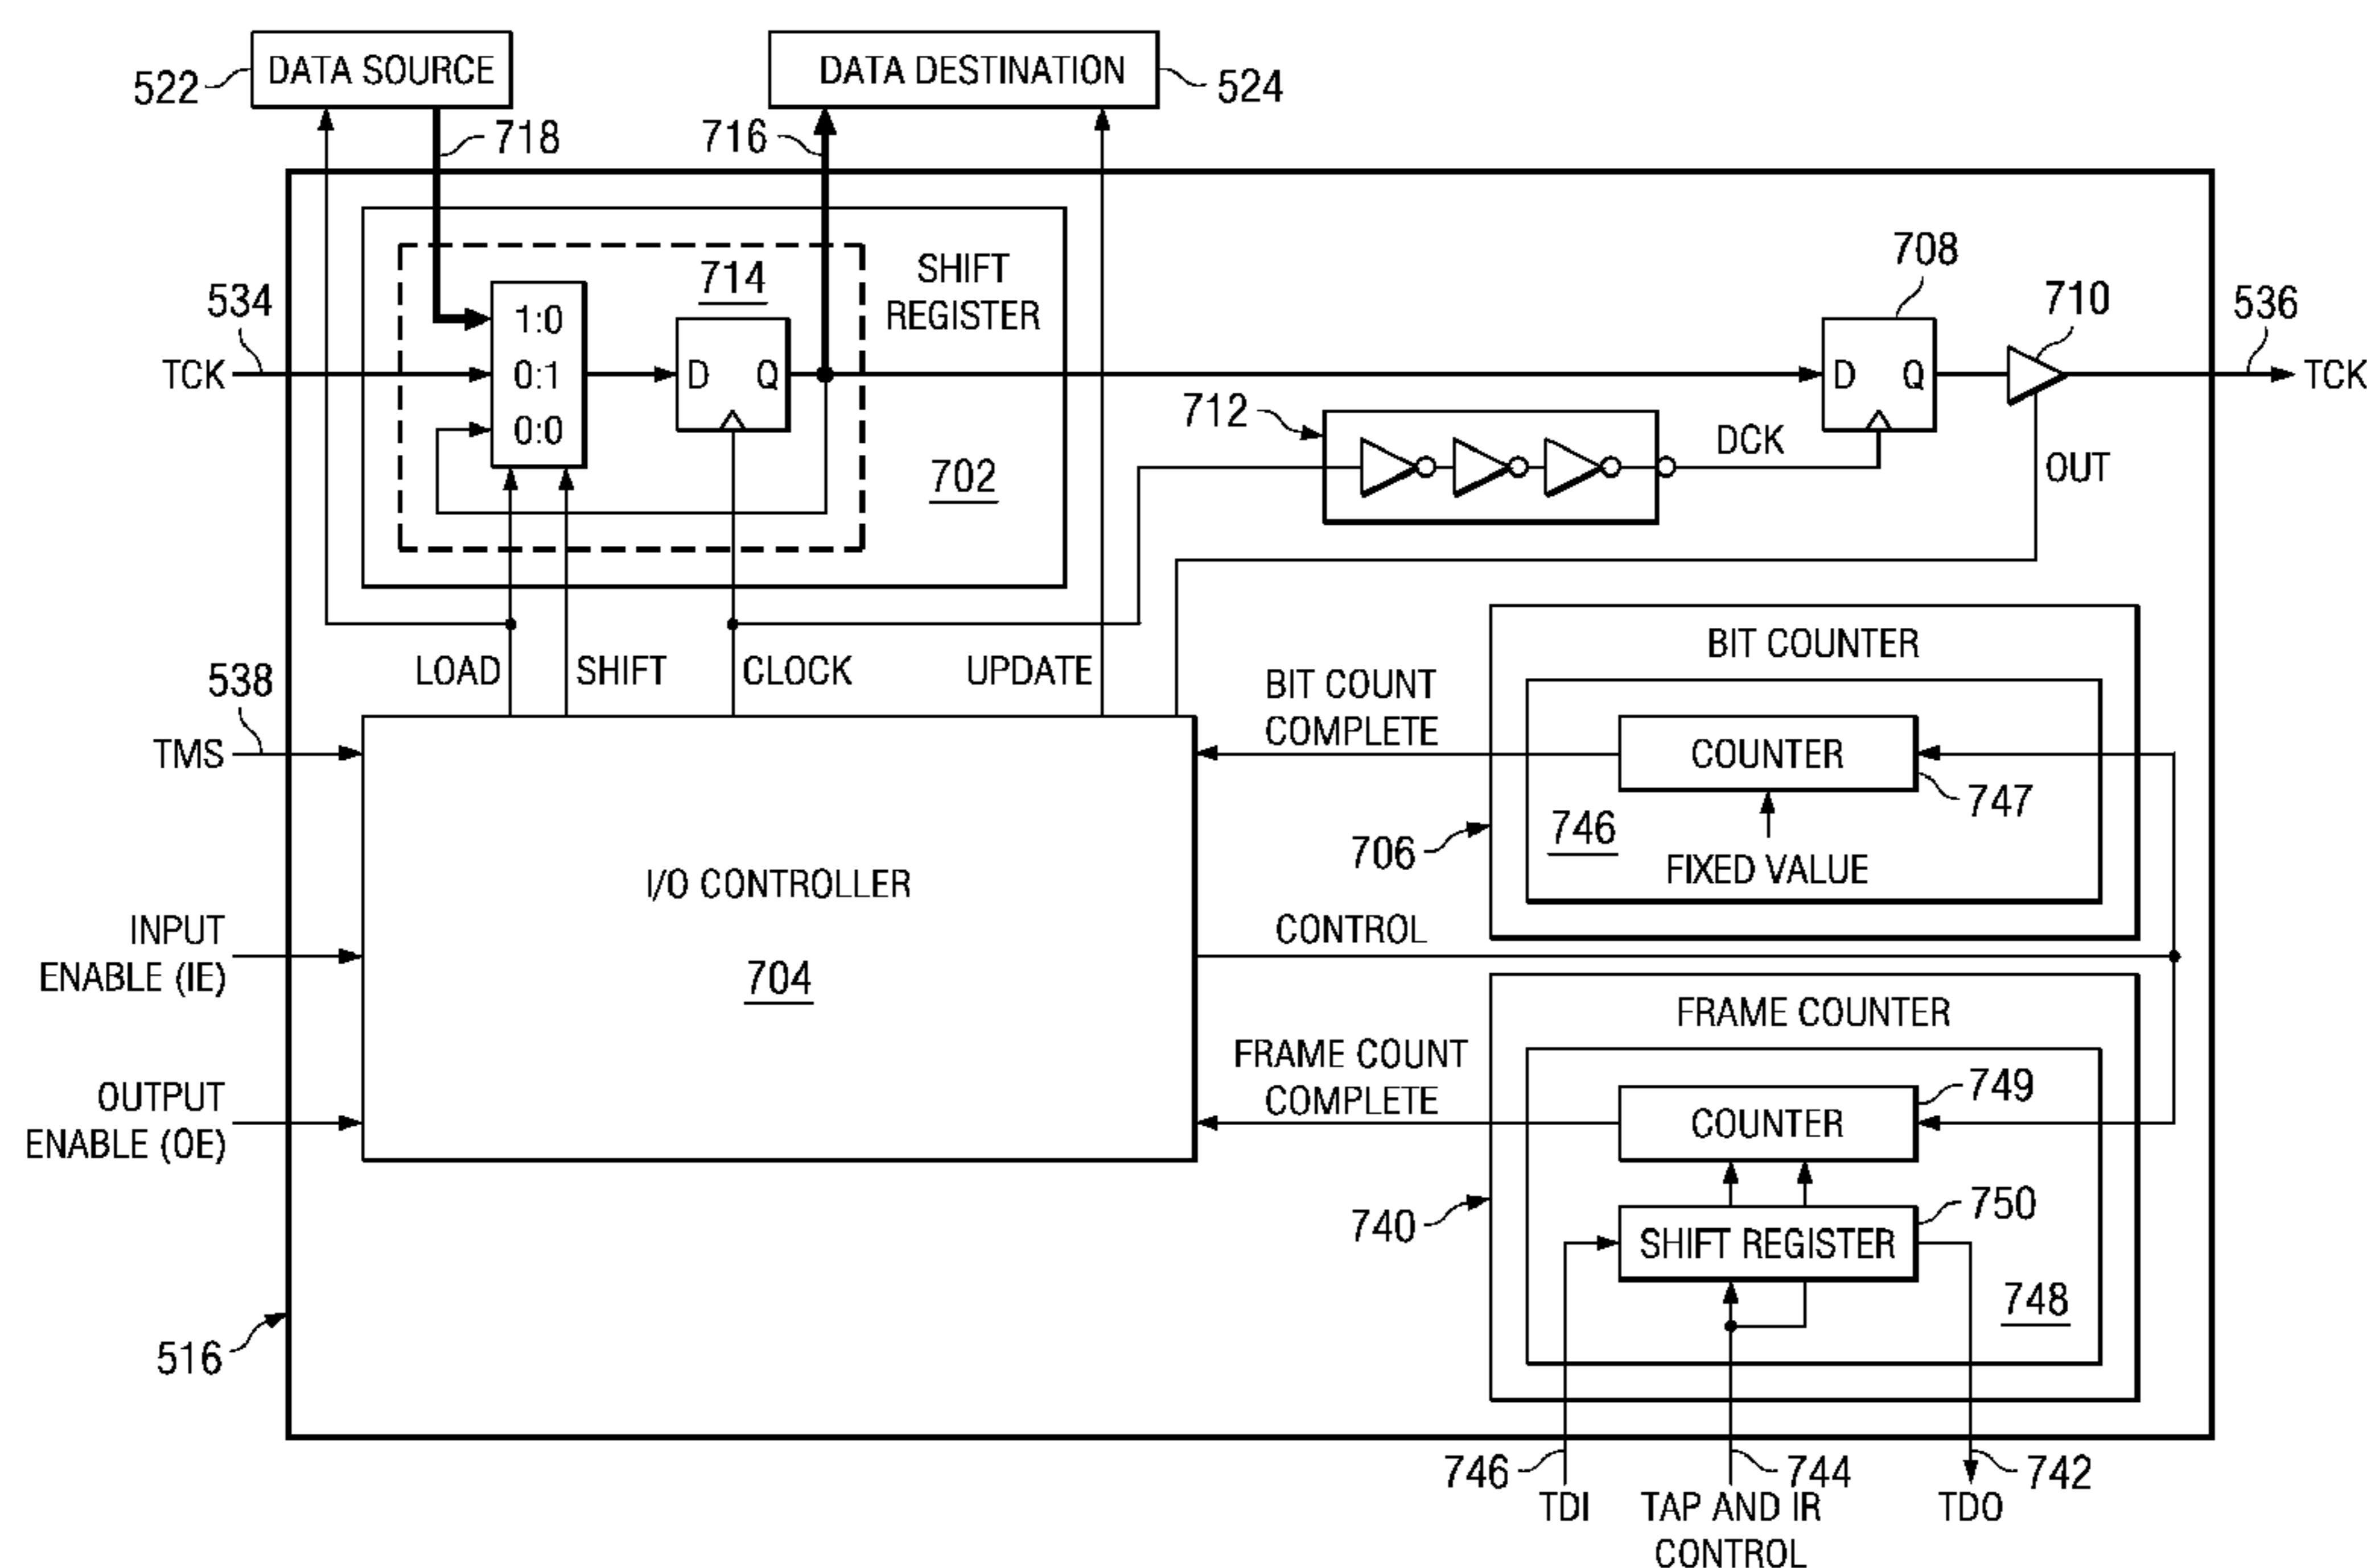 DATA SOURCE
DATA DESTINATION
522
524
718
716
SHIFT
REGISTER
714
708
710
534
536
1:0
TCK
0:1
D
Q
D
Q
TCK
0:0
712
DCK
OUT
702
BIT COUNTER
LOAD
SHIFT
CLOCK
UPDATE
538
TMS
BIT COUNT
COMPLETE
COUNTER
747
746
706
FIXED VALUE
I/O CONTROLLER
704
CONTROL
INPUT
ENABLE (IE)
FRAME COUNTER
FRAME COUNT
COMPLETE
749
COUNTER
OUTPUT
ENABLE (OE)
750
740
SHIFT REGISTER
748
516
746
744
742
TDI
TAP AND IR
CONTROL
TDO